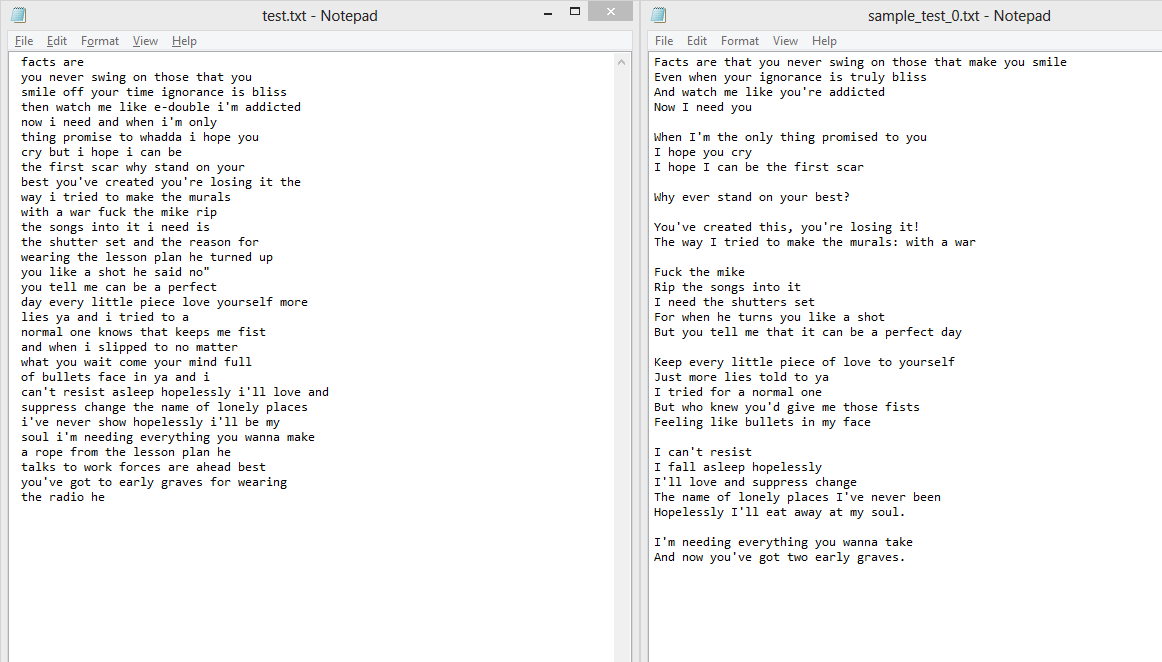 test.txt - Notepad
File Edit Format View Help
facts are
you never swing on those that you
smile off your time ignorance is bliss
then watch me like e-double i'm addicted
now i need and when i'm only
thing promise to whadda i hope you
cry but i hope i can be
the first scar why stand on your
best you've created you're losing it the
way i tried to make the murals
with a war fuck the mike rip
the songs into it i need is
the shutter set and the reason for
wearing the lesson plan he turned up
you like a shot he said no"
you tell me can be a perfect
day every little piece love yourself more
lies ya and i tried to a
normal one knows that keeps me fist
and when i slipped to no matter
what you wait come your mind full
of bullets face in ya and i
can't resist asleep hopelessly i'll love and
suppress change the name of lonely places
i've never show hopelessly i'll be my
soul i'm needing everything you wanna make
a rope from the lesson plan he
talks to work forces are ahead best
you've got to early graves for wearing
the radio he
sample_test_0.txt - Notepad
File Edit Format View Help
Facts are that you never swing on those that make you smile
Even when your ignorance is truly bliss
And watch me like you're addicted
Now I need you
When I'm the only thing promised to you
I hope you cry
I hope I can be the first scar
Why ever stand on your best?
You've created this, you're losing it!
The way I tried to make the murals: with a war
Fuck the mike
Rip the songs into it
I need the shutters set
For when he turns you like a shot
But you tell me that it can be a perfect day
Keep every little piece of love to yourself
Just more lies told to ya
I tried for a normal one
But who knew you'd give me those fists
Feeling like bullets in my face
I can't resist
I fall asleep hopelessly
I'll love and suppress change
The name of lonely places I've never been
Hopelessly I'll eat away at my soul.
I'm needing everything you wanna take
And now you've got two early graves.